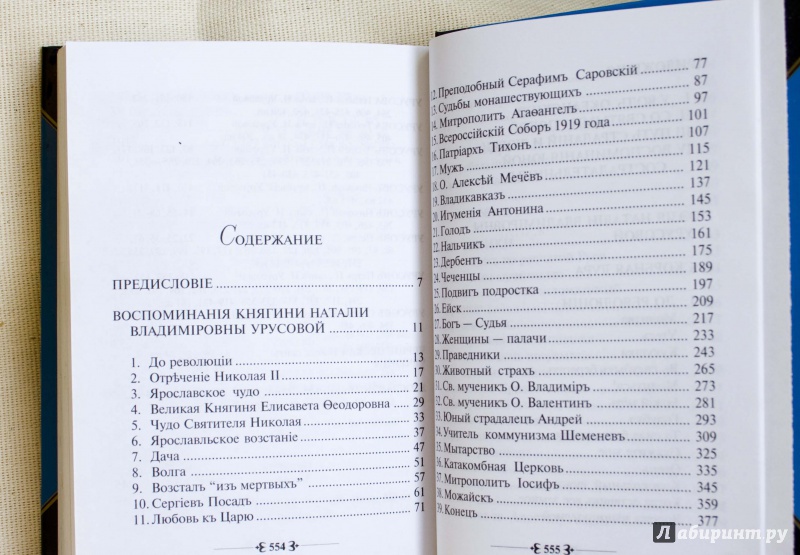 Содержание
ПРЕДИСЛОВІЕ 7
ВОСПОМИНАНІЯ КНЯГИНИ НАТАЛІИ
ВЛАДИМІРОВНЫ УРУСОВОЙ 11
1. До революціи 13
2. Отрѣченіе Николая II 17
3. Ярославское чудо 21
4. Великая Княгиня Елисавета Ѳеодоровна 29
5. Чудо Святителя Николая 33
6. Ярославльское возстаніе 37
7. Дача 47
8. Волга 51
9. Возсталъ “изъ мертвыхъ” 57
10. Сергіевъ Посадъ 61
11. Любовь къ Царю 71
554
12. Преподобный Серафимъ Саровскій 77
13. Судьбы монашествующихъ 87
14. Митрополитъ Агаѳангелъ 97
15. Всероссійскій Соборъ 1919 года 101
16. Патріархъ Тихонъ 107
17. Мужъ 115
18. О. Алексѣй Мечёвъ 121
19. Владикавказъ 137
20. Игуменія Антонина 145
21. Голодъ 153
22. Нальчикъ 161
23. Дербентъ 175
24. Чеченцы 189
25. Подвигъ подростка 197
26. Ейск 209
27. Богъ — Судья 217
28. Женщины — палачи 233
29. Праведники 243
30. Животный страхъ 265
31. Св. мученикъ О. Владиміръ 273
32. Св. мученикъ О. Валентинъ 281
33. Юный страдалецъ Андрей 293
34. Учитель коммунизма Шеменевъ 309
35. Мытарство 325
36. Катакомбная Церковь 335
37. Митрополитъ Іосифъ 345
38. Можайскъ 359
39. Конецъ 377
555
Лабиринт.ру